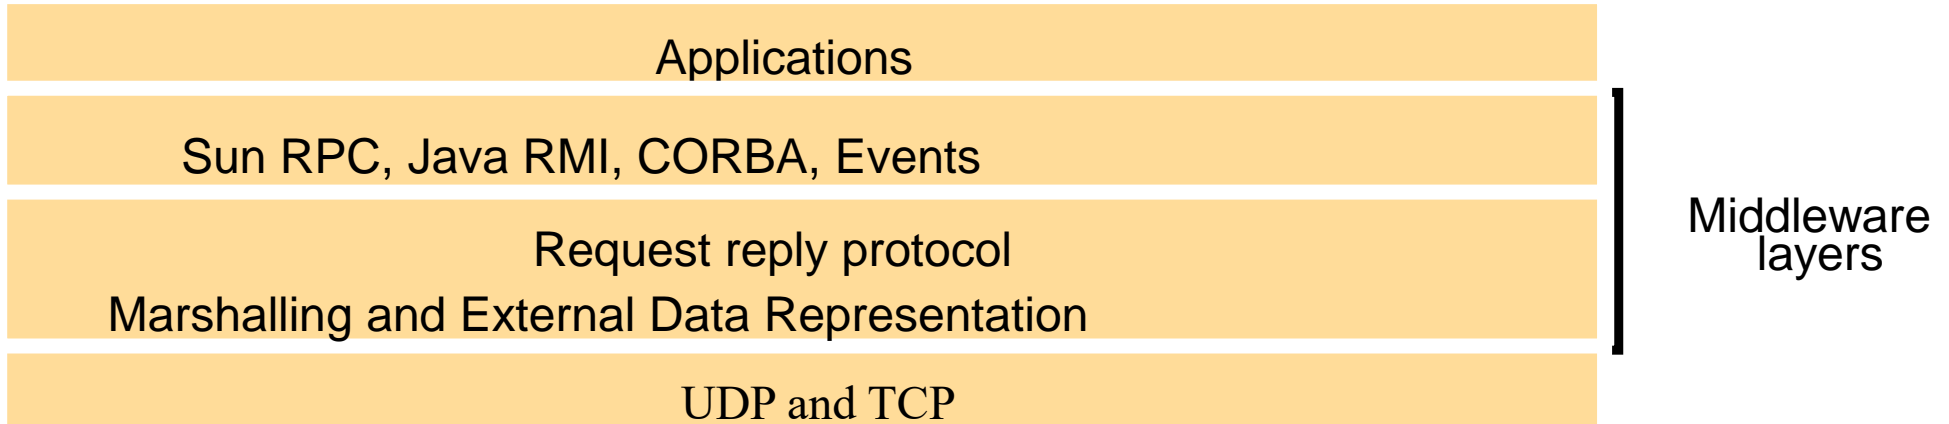 Applications
Sun RPC, Java RMI, CORBA, Events
Request reply protocol
Marshalling and External Data Representation
Middleware
layers
UDP and TCP